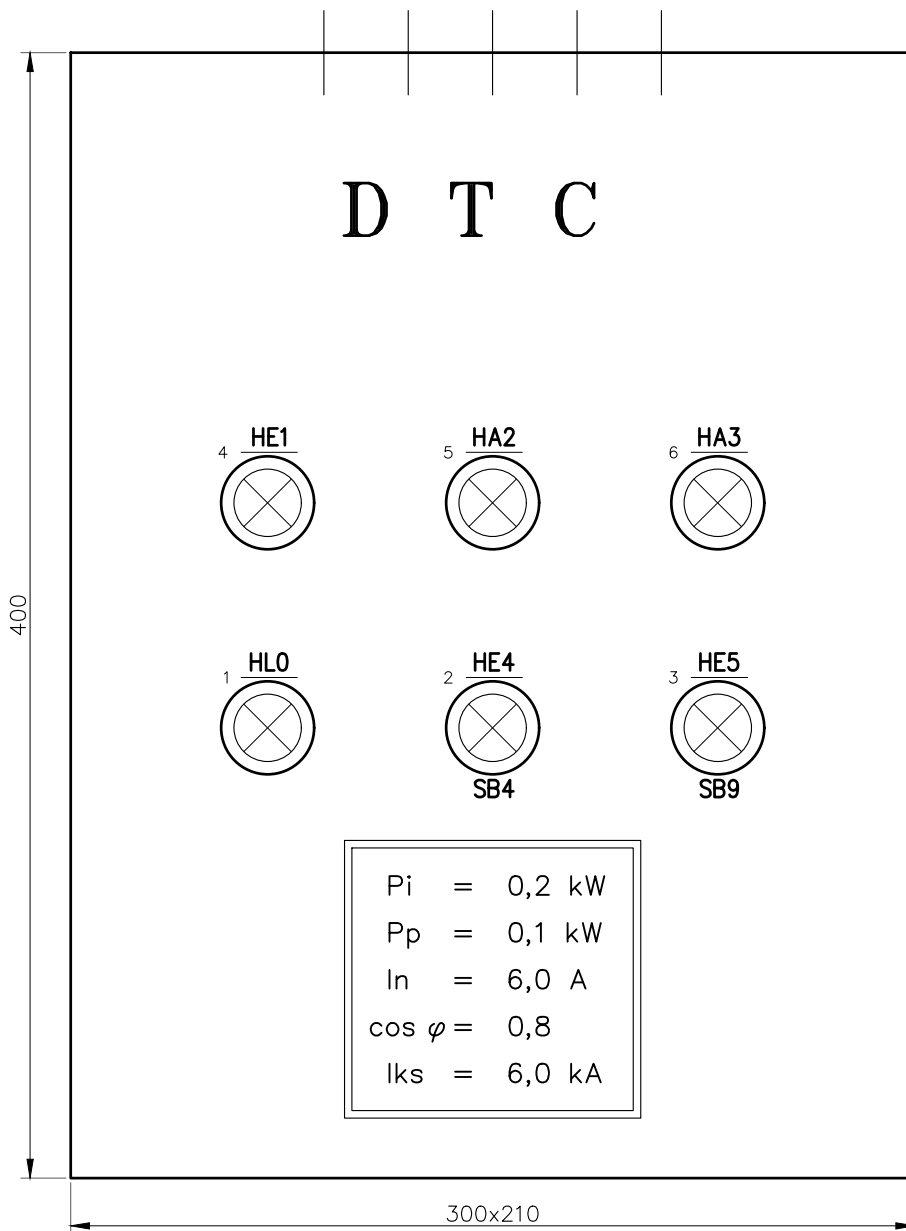 D T C
4 HE1 5 HA2 6 HA3
400
1 HL0 2 HE4 3 HE5
SB4 SB9
Pi = 0,2 kW
Pp = 0,1 kW
In = 6,0 A
cos φ = 0,8
Iks = 6,0 kA
300x210